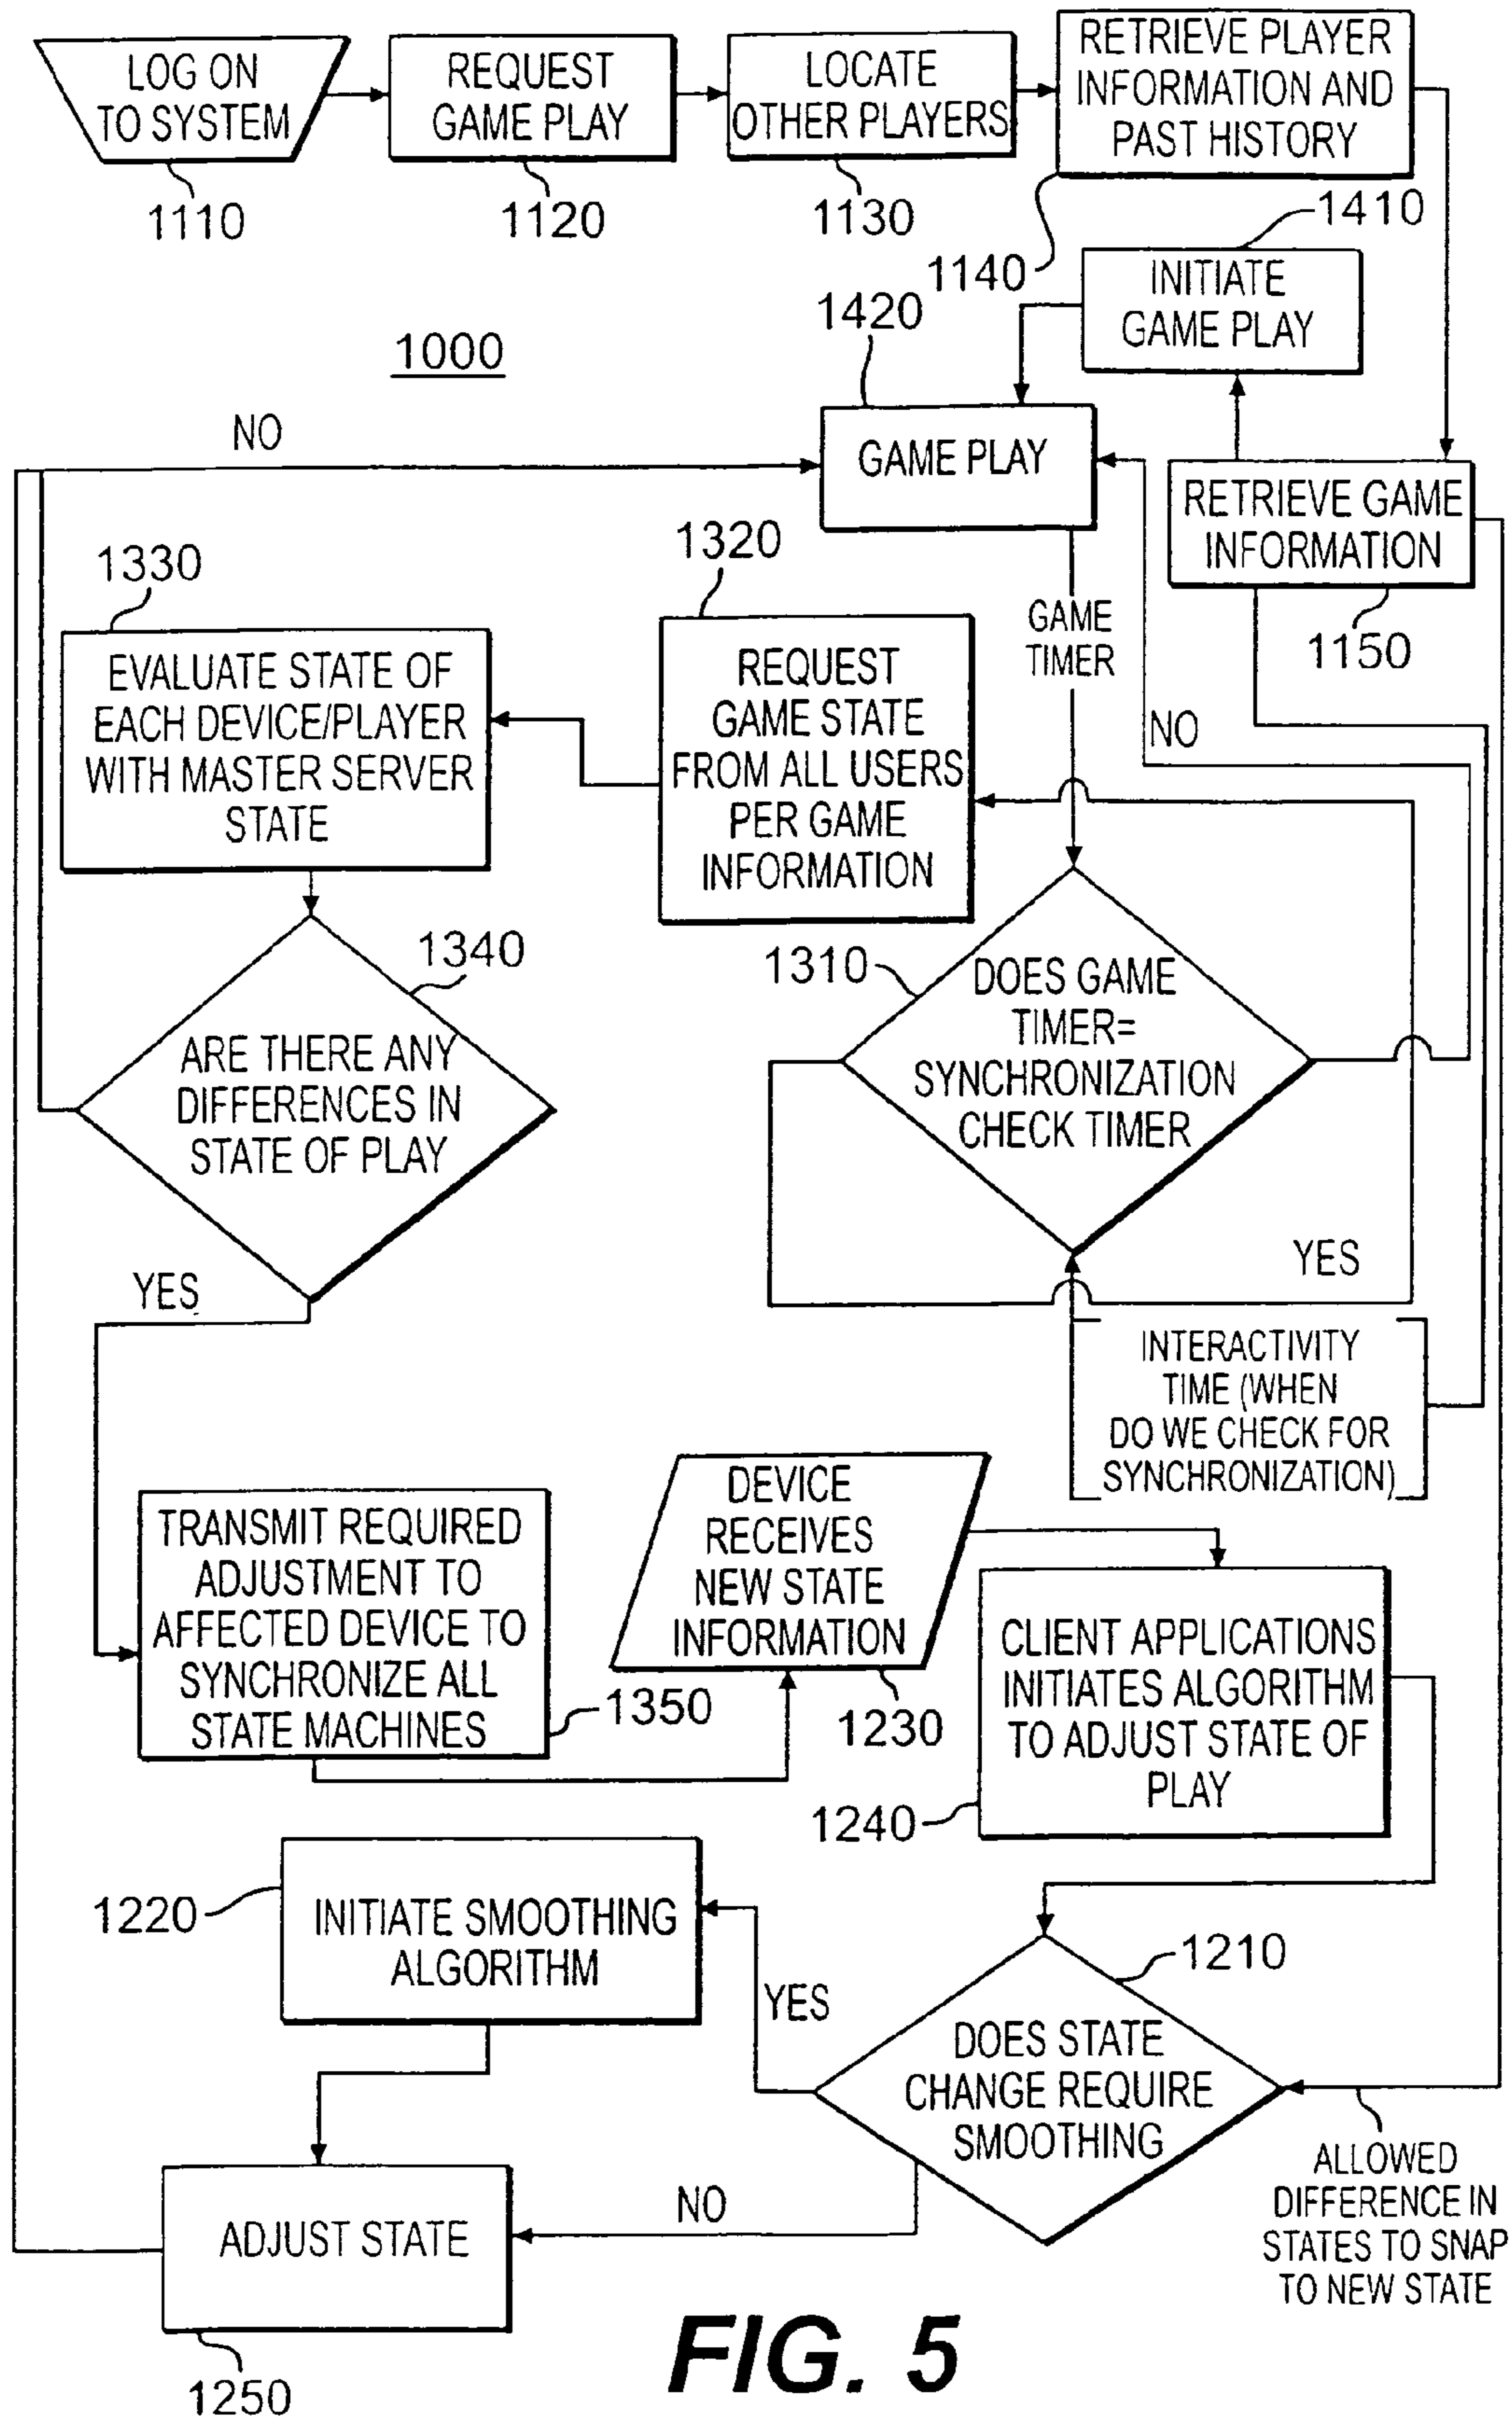 LOG ON
TO SYSTEM
1110
REQUEST
GAME PLAY
1120
LOCATE
OTHER PLAYERS
1130
RETRIEVE PLAYER
INFORMATION AND
PAST HISTORY
1140
1410
INITIATE
GAME PLAY
1420
1000
NO
GAME PLAY
RETRIEVE GAME
INFORMATION
1150
1330
1320
GAME
TIMER
EVALUATE STATE OF
EACH DEVICE/PLAYER
WITH MASTER SERVER
STATE
REQUEST
GAME STATE
FROM ALL USERS
PER GAME
INFORMATION
NO
1340
ARE THERE ANY
DIFFERENCES IN
STATE OF PLAY
YES
1310
DOES GAME
TIMER=
SYNCHRONIZATION
CHECK TIMER
YES
INTERACTIVITY
TIME (WHEN
DO WE CHECK FOR
SYNCHRONIZATION)
TRANSMIT REQUIRED
ADJUSTMENT TO
AFFECTED DEVICE TO
SYNCHRONIZE ALL
STATE MACHINES
1350
DEVICE
RECEIVES
NEW STATE
INFORMATION
1230
CLIENT APPLICATIONS
INITIATES ALGORITHM
TO ADJUST STATE OF
PLAY
1240
1220
INITIATE SMOOTHING
ALGORITHM
YES
1210
DOES STATE
CHANGE REQUIRE
SMOOTHING
ALLOWED
DIFFERENCE IN
STATES TO SNAP
TO NEW STATE
NO
ADJUST STATE
1250
FIG. 5